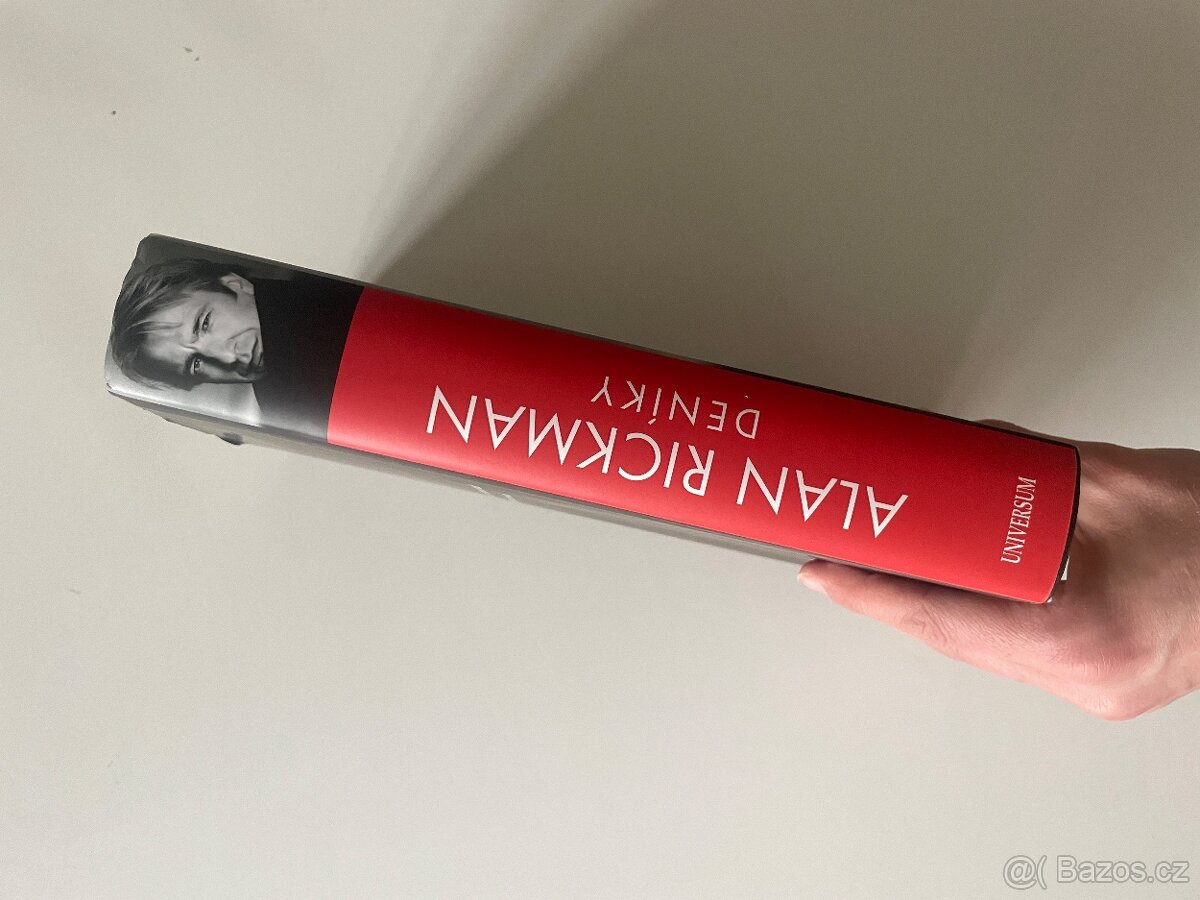 ALAN RICKMAN
DENÍKY
UNIVERSUM
@( Bazos.cz